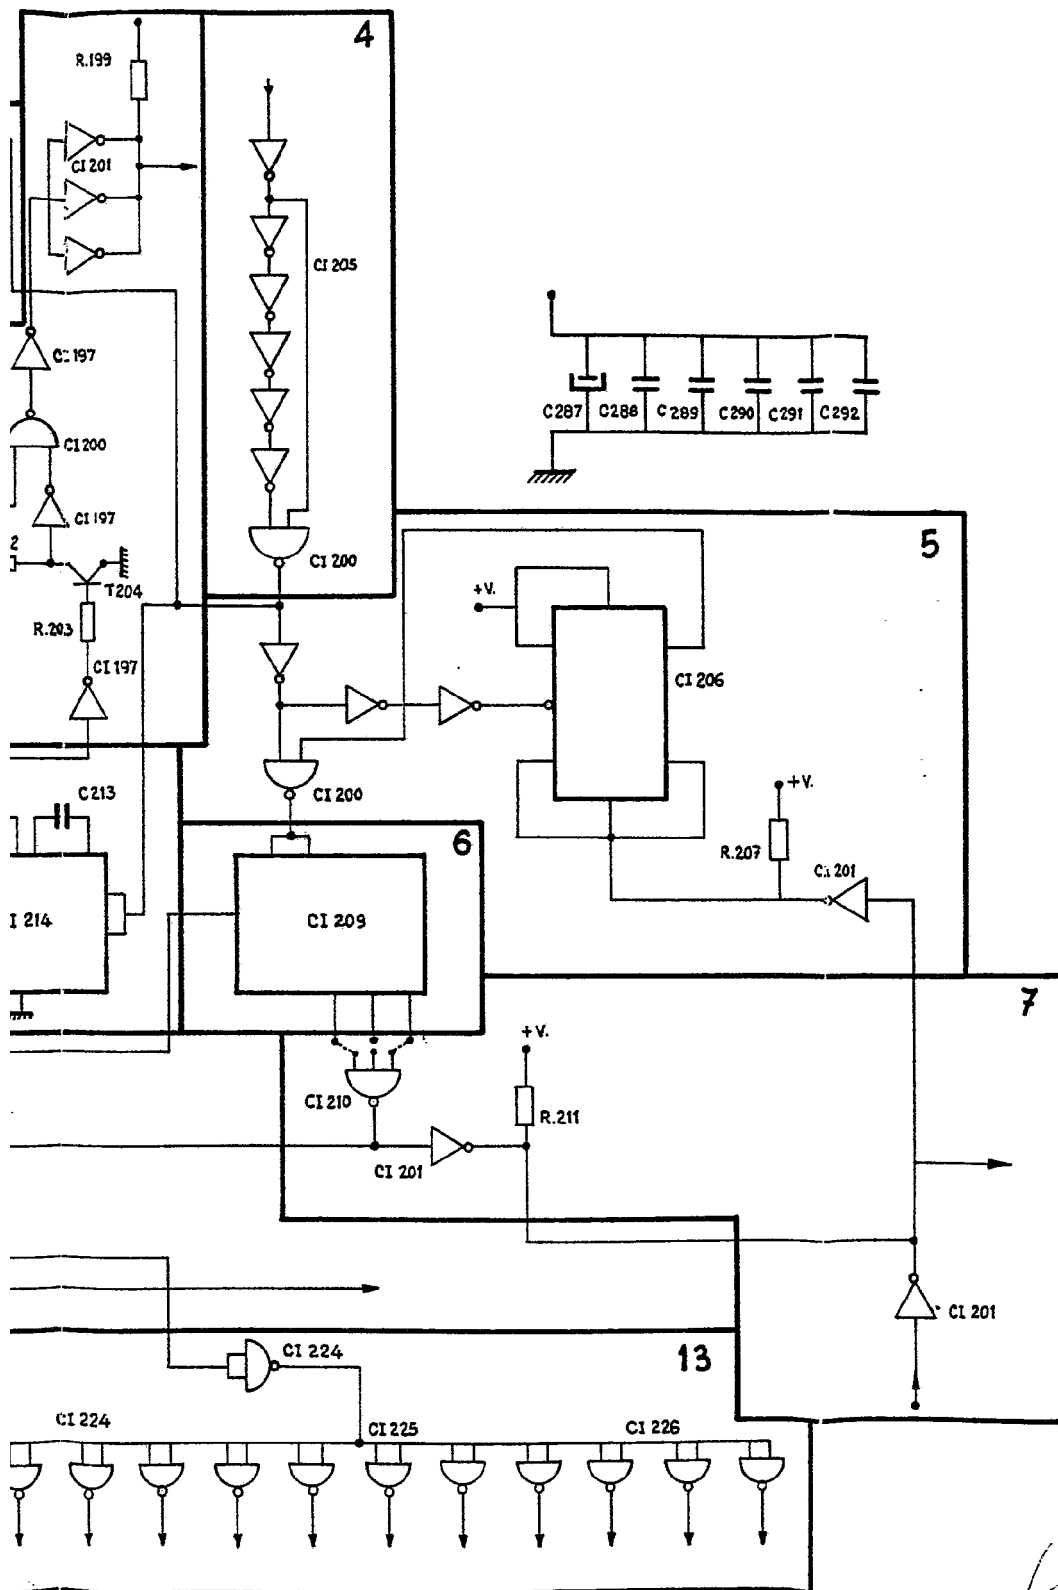 4
R.199
CI 201
CI 205
CI 197
C287
C288
C289
C290
C291
C292
CI 200
CI 197
5
2
CI 200
T204
+V.
R.203
CI 197
CI 206
C 213
CI 200
+V.
6
R.207
CI 201
I 214
CI 209
7
+V.
CI 210
R.211
CI 201
CI 201
CI 224
13
CI 224
CI 225
CI 226